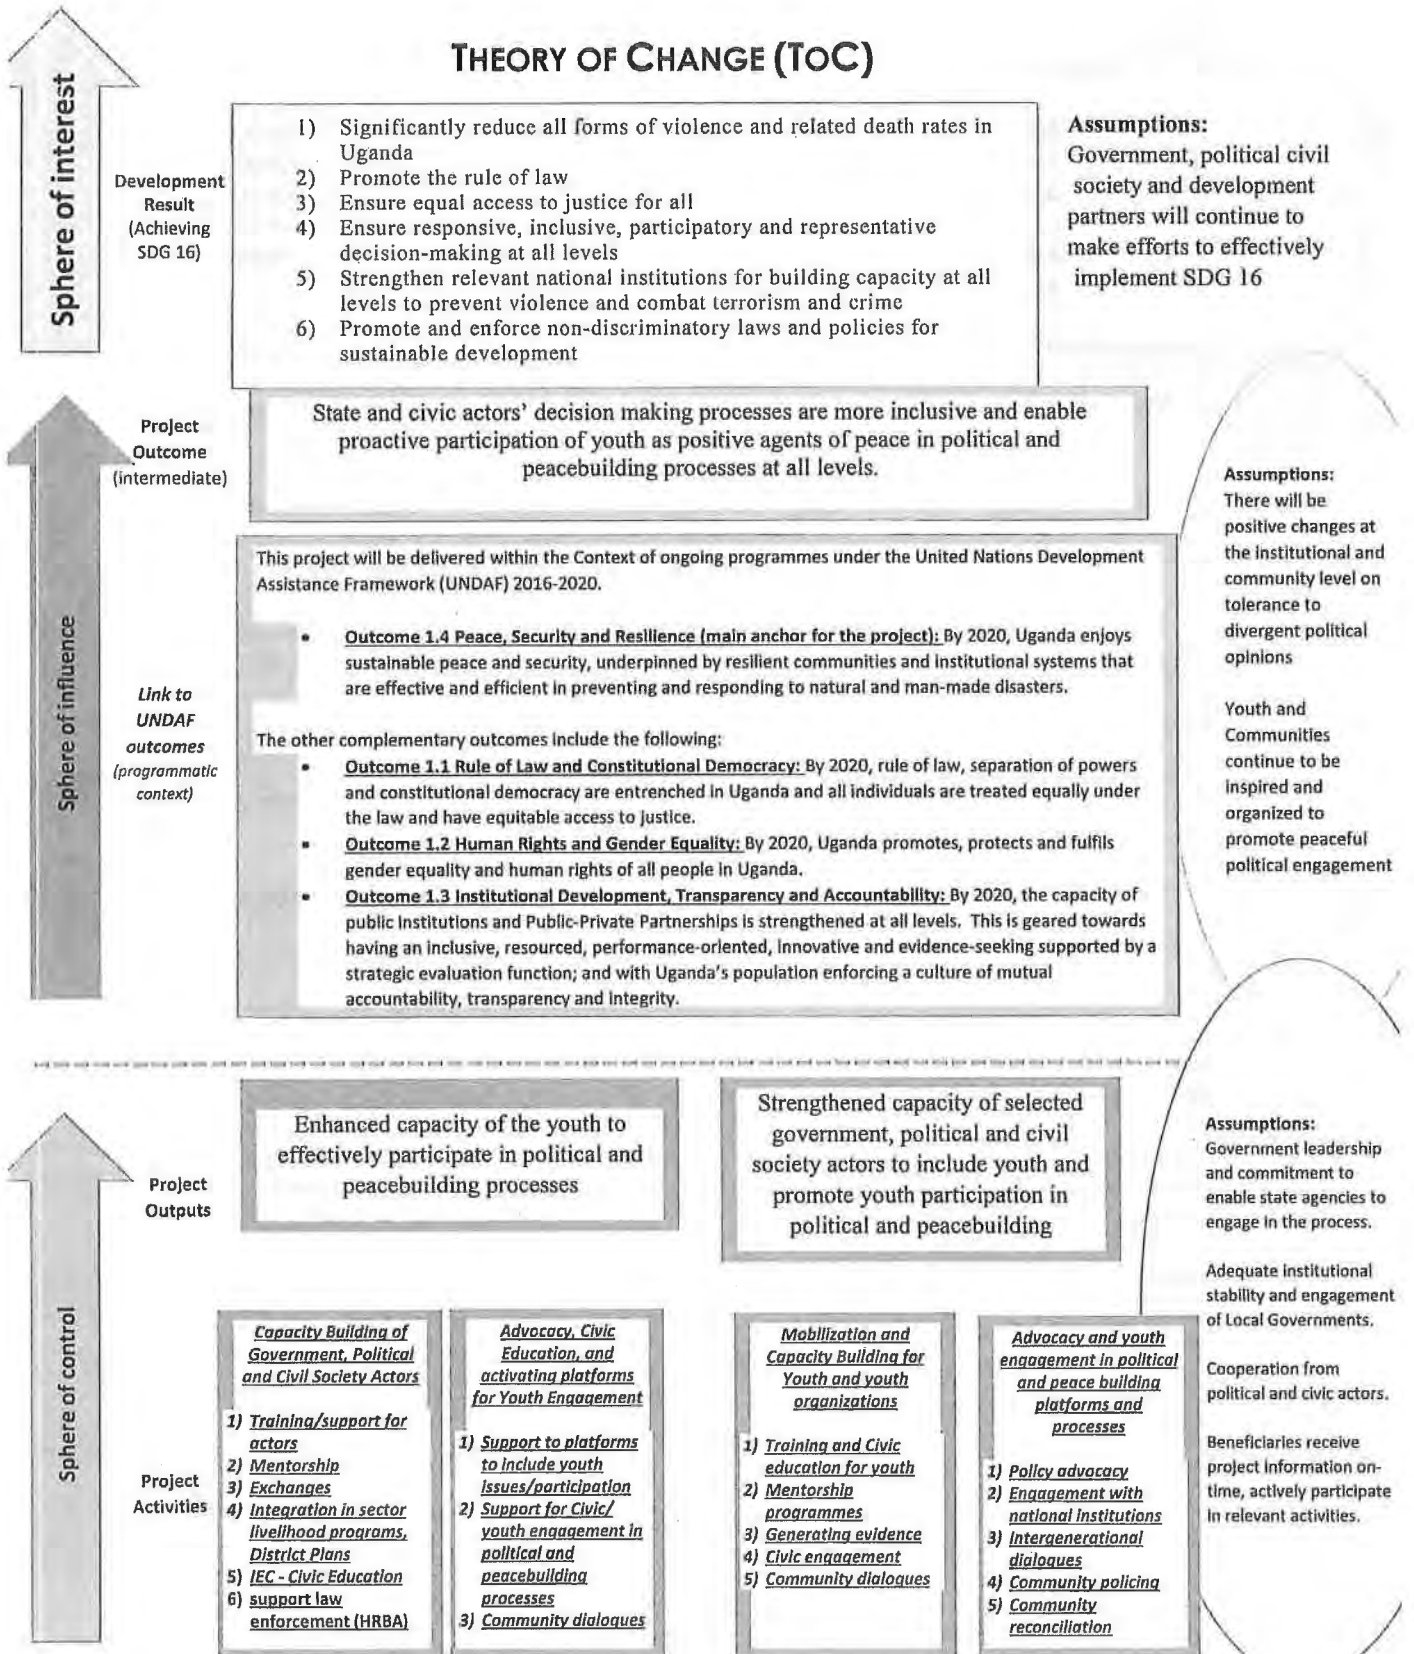 THEORY OF CHANGE (TOC)
Sphere of interest
Development
Result
(Achieving
SDG 16)
1) Significantly reduce all forms of violence and related death rates in
Uganda
2) Promote the rule of law
3) Ensure equal access to justice for all
4) Ensure responsive, inclusive, participatory and representative
decision-making at all levels
5) Strengthen relevant national institutions for building capacity at all
levels to prevent violence and combat terrorism and crime
6) Promote and enforce non-discriminatory laws and policies for
sustainable development
Assumptions:
Government, political civil
society and development
partners will continue to
make efforts to effectively
implement SDG 16
Sphere of influence
Project
Outcome
(intermediate)
State and civic actors' decision making processes are more inclusive and enable
proactive participation of youth as positive agents of peace in political and
peacebuilding processes at all levels.
Link to
UNDAF
outcomes
(programmatic
context)
This project will be delivered within the Context of ongoing programmes under the United Nations Development
Assistance Framework (UNDAF) 2016-2020.
• Outcome 1.4 Peace, Security and Resilience (main anchor for the project): By 2020, Uganda enjoys
sustainable peace and security, underpinned by resilient communities and institutional systems that
are effective and efficient in preventing and responding to natural and man-made disasters.
The other complementary outcomes include the following:
• Outcome 1.1 Rule of Law and Constitutional Democracy: By 2020, rule of law, separation of powers
and constitutional democracy are entrenched in Uganda and all individuals are treated equally under
the law and have equitable access to justice.
• Outcome 1.2 Human Rights and Gender Equality: By 2020, Uganda promotes, protects and fulfils
gender equality and human rights of all people in Uganda.
• Outcome 1.3 Institutional Development, Transparency and Accountability: By 2020, the capacity of
public institutions and Public-Private Partnerships is strengthened at all levels. This is geared towards
having an inclusive, resourced, performance-oriented, innovative and evidence-seeking supported by a
strategic evaluation function; and with Uganda's population enforcing a culture of mutual
accountability, transparency and integrity.
Assumptions:
There will be
positive changes at
the institutional and
community level on
tolerance to
divergent political
opinions
Youth and
Communities
continue to be
inspired and
organized to
promote peaceful
political engagement
Sphere of control
Project
Outputs
Enhanced capacity of the youth to
effectively participate in political and
peacebuilding processes
Strengthened capacity of selected
government, political and civil
society actors to include youth and
promote youth participation in
political and peacebuilding
Project
Activities
Capacity Building of
Government, Political
and Civil Society Actors
1) Training/support for
actors
2) Mentorship
3) Exchanges
4) Integration in sector
livelihood programs,
District Plans
5) IEC - Civic Education
6) support law
enforcement (HRBA)
Advocacy, Civic
Education, and
activating platforms
for Youth Engagement
1) Support to platforms
to include youth
issues/participation
2) Support for Civic/
youth engagement in
political and
peacebuilding
processes
3) Community dialogues
Mobilization and
Capacity Building for
Youth and youth
organizations
1) Training and Civic
education for youth
2) Mentorship
programmes
3) Generating evidence
4) Civic engagement
5) Community dialogues
Advocacy and youth
engagement in political
and peace building
platforms and
processes
1) Policy advocacy
2) Engagement with
national institutions
3) Intergenerational
dialogues
4) Community policing
5) Community
reconciliation
Assumptions:
Government leadership
and commitment to
enable state agencies to
engage in the process.
Adequate institutional
stability and engagement
of Local Governments.
Cooperation from
political and civic actors.
Beneficiaries receive
project information on-
time, actively participate
in relevant activities.